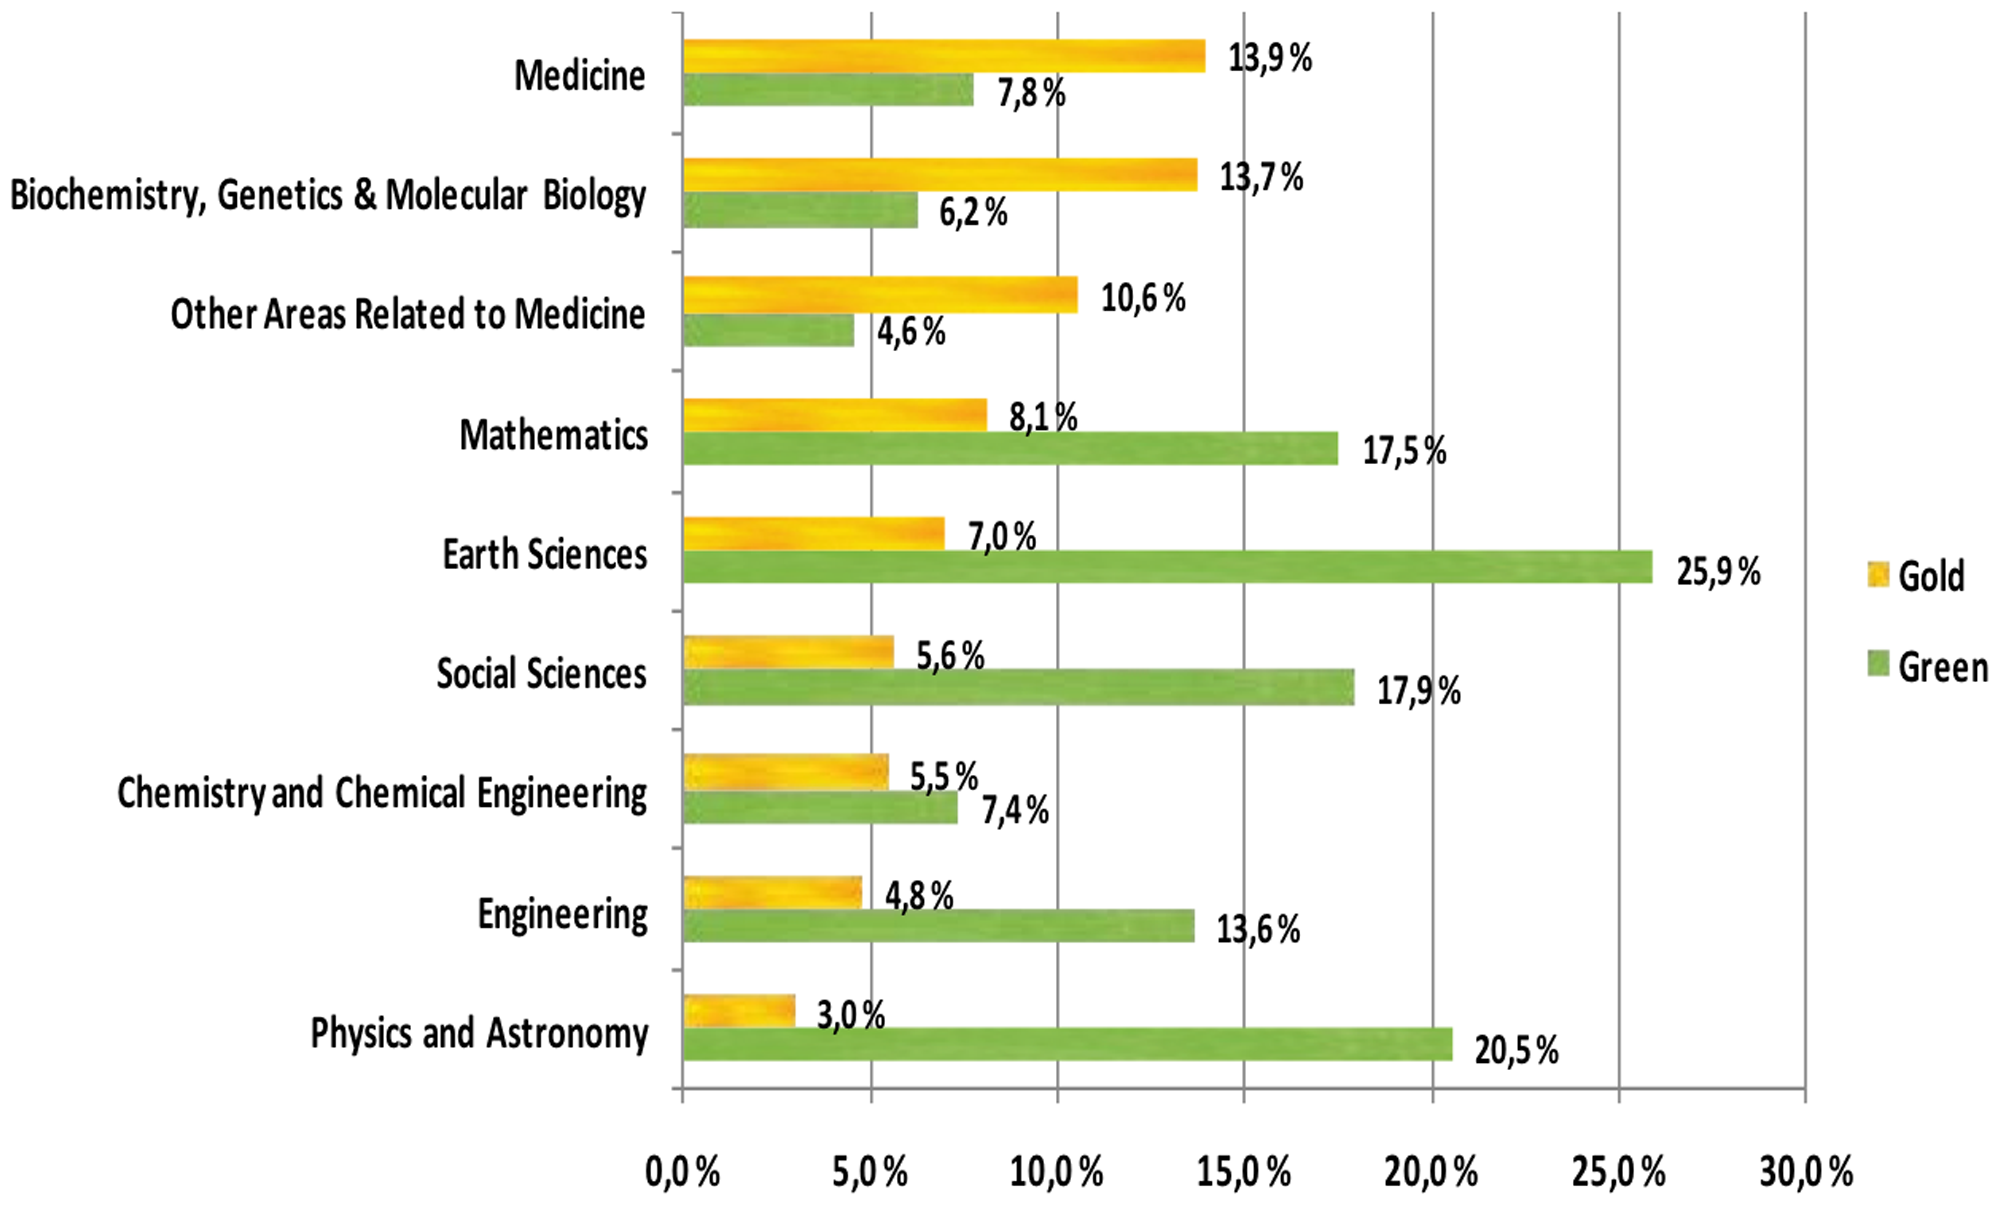 Medicine
13,9%
7,8%
Biochemistry, Genetics & Molecular Biology
13,7%
6,2%
Other Areas Related to Medicine
10,6%
4,6%
Mathematics
8,1%
17,5%
Earth Sciences
7,0%
25,9%
Social Sciences
5,6%
17,9%
Chemistry and Chemical Engineering
5,5%
7,4%
Engineering
4,8%
13,6%
Physics and Astronomy
3,0%
20,5%
0,0% 5,0% 10,0% 15,0% 20,0% 25,0% 30,0%
Gold
Green